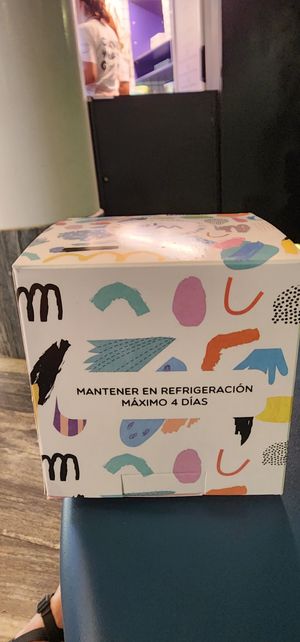 MANTENER EN REFRIGERACIÓN
MÁXIMO 4 DÍAS